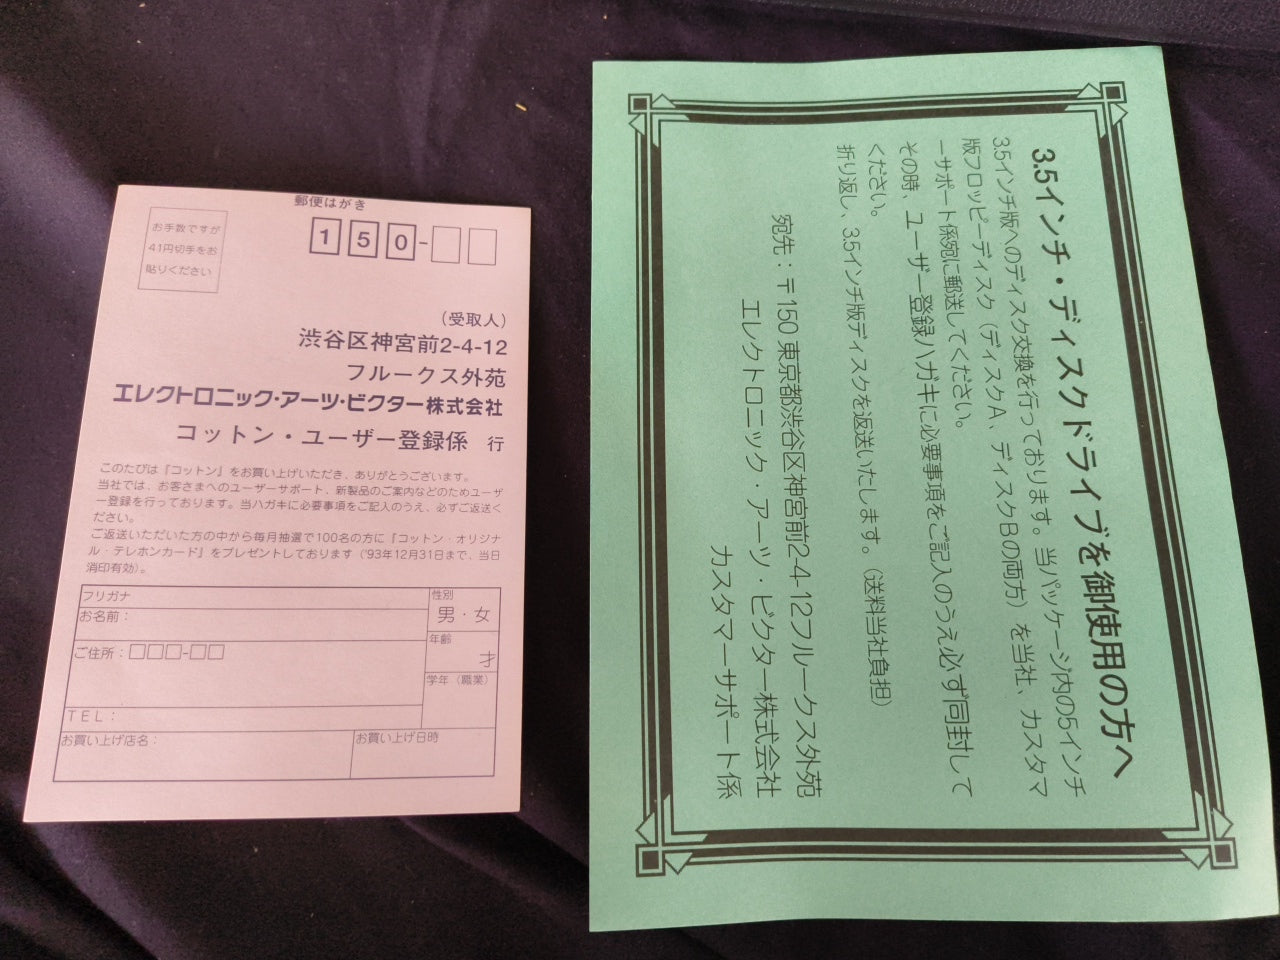 郵便はがき
お手数ですが
41円切手をお
貼りください
150-
(受取人)
渋谷区神宮前2-4-12
フルークス外苑
エレクトロニック・アーツ・ビクター株式会社
コットン・ユーザー登録係 行
このたびは『コットン』をお買い上げいただき、ありがとうございます。
当社では、お客さまへのユーザーサポート、新製品のご案内などのためユーザ
ー登録を行っております。当ハガキに必要事項をご記入のうえ、必ずご返送く
ださい。
ご返送いただいた方の中から毎月抽選で100名の方に『コットン・オリジナ
ル・テレホンカード』をプレゼントしております('93年12月31日まで、当日
消印有効)。
フリガナ
お名前:
性別
男・女
年齢
才
ご住所:□□□-□□
学年(職業)
TEL:
お買い上げ店名:
お買い上げ日時
3.5インチ・ディスクドライブを御使用の方へ
3.5インチ版へのディスク交換を行っております。当パッケージ内の5インチ
版フロッピーディスク(ディスクA、ディスクBの両方)を当社、カスタマ
ーサポート係宛に郵送してください。
その時、ユーザー登録ハガキに必要事項をご記入のうえ必ず同封して
ください。
折り返し、3.5インチ版ディスクを返送いたします。(送料当社負担)
宛先:〒150 東京都渋谷区神宮前2-4-12フルークス外苑
エレクトロニック・アーツ・ビクター株式会社
カスタマーサポート係